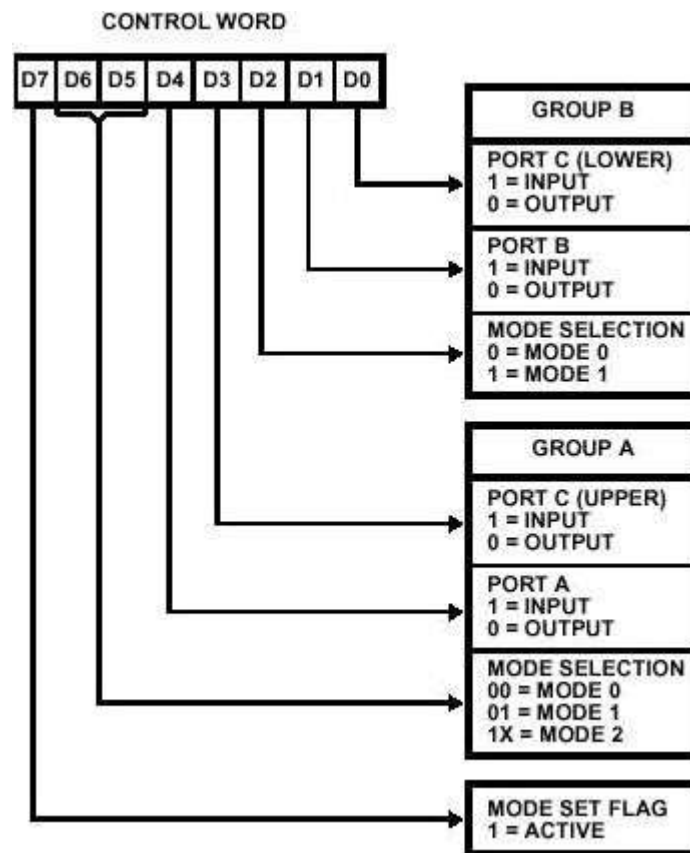 CONTROL WORD
D7 D6 D5 D4 D3 D2 D1 D0
GROUP B
PORT C (LOWER)
1 = INPUT
0 = OUTPUT
PORT B
1 = INPUT
0 = OUTPUT
MODE SELECTION
0 = MODE 0
1 = MODE 1
GROUP A
PORT C (UPPER)
1 = INPUT
0 = OUTPUT
PORT A
1 = INPUT
0 = OUTPUT
MODE SELECTION
00 = MODE 0
01 = MODE 1
1X = MODE 2
MODE SET FLAG
1 = ACTIVE